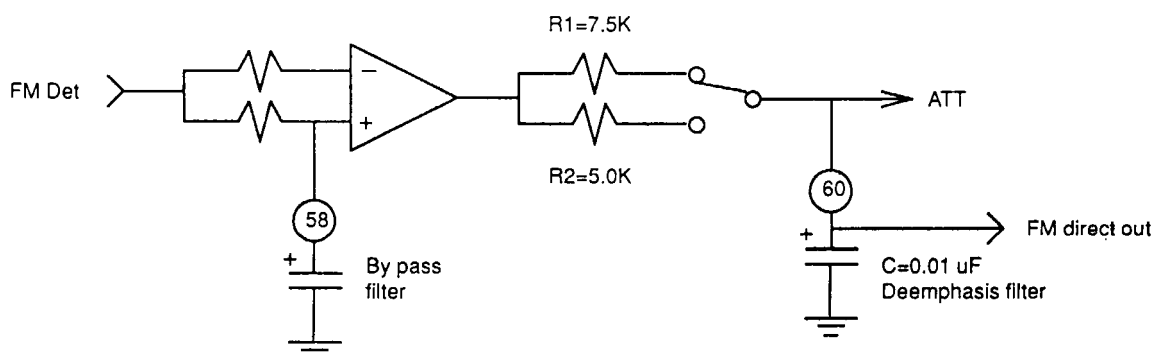 R1=7.5K
FM Det
−
+
ATT
R2=5.0K
58
60
+
By pass
filter
+
FM direct out
C=0.01 uF
Deemphasis filter